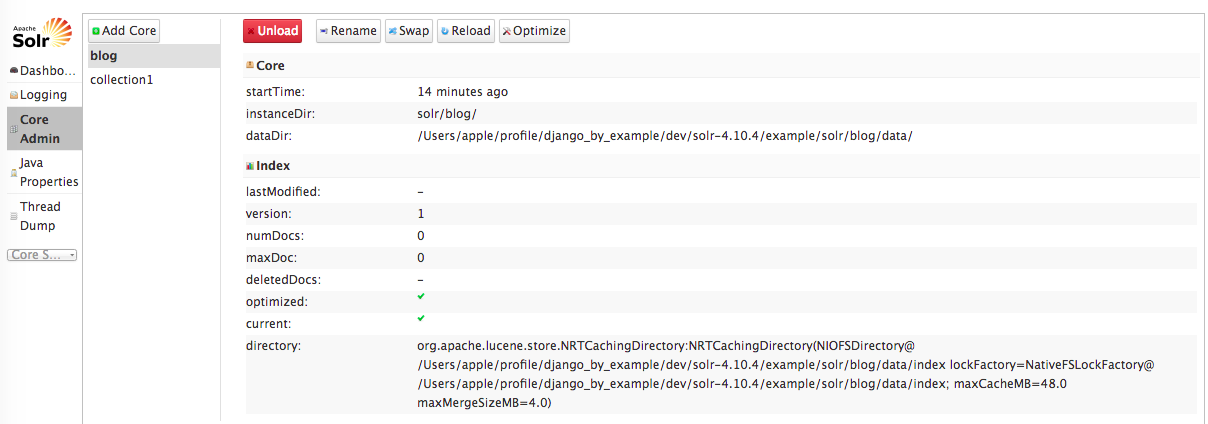 Apache
Solr
Dashbo...
Logging
Core
Admin
Java
Properties
Thread
Dump
Core S...
Add Core
blog
collection1
Unload Rename Swap Reload Optimize
Core
startTime: 14 minutes ago
instanceDir: solr/blog/
dataDir: /Users/apple/profile/django_by_example/dev/solr-4.10.4/example/solr/blog/data/
Index
lastModified: –
version: 1
numDocs: 0
maxDoc: 0
deletedDocs: –
optimized:
current:
directory: org.apache.lucene.store.NRTCachingDirectory:NRTCachingDirectory(NIOFSDirectory@
/Users/apple/profile/django_by_example/dev/solr-4.10.4/example/solr/blog/data/index lockFactory=NativeFSLockFactory@
/Users/apple/profile/django_by_example/dev/solr-4.10.4/example/solr/blog/data/index; maxCacheMB=48.0
maxMergeSizeMB=4.0)